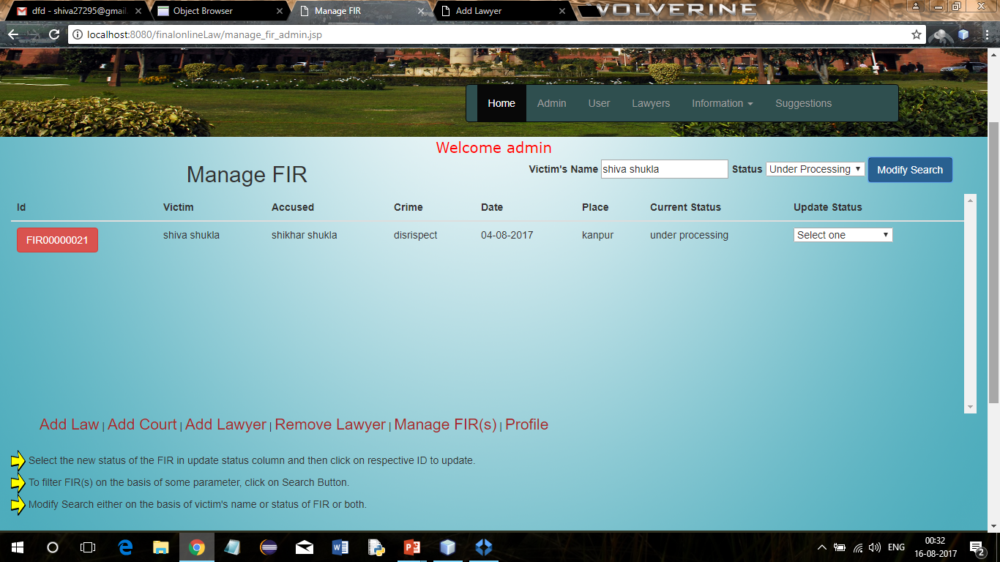 dfd - shiva27295@gmail.
Object Browser
Manage FIR
Add Lawyer
WOLVERINE
localhost:8080/finalonlineLaw/manage_fir_admin.jsp
Home Admin User Lawyers Information Suggestions
Welcome admin
Manage FIR
Victim's Name shiva shukla Status Under Processing Modify Search
Id Victim Accused Crime Date Place Current Status Update Status
FIR00000021 shiva shukla shikhar shukla disrispect 04-08-2017 kanpur under processing Select one
Add Law | Add Court | Add Lawyer | Remove Lawyer | Manage FIR(s) | Profile
Select the new status of the FIR in update status column and then click on respective ID to update.
To filter FIR(s) on the basis of some parameter, click on Search Button.
Modify Search either on the basis of victim's name or status of FIR or both.
ENG
00:32
16-08-2017
2